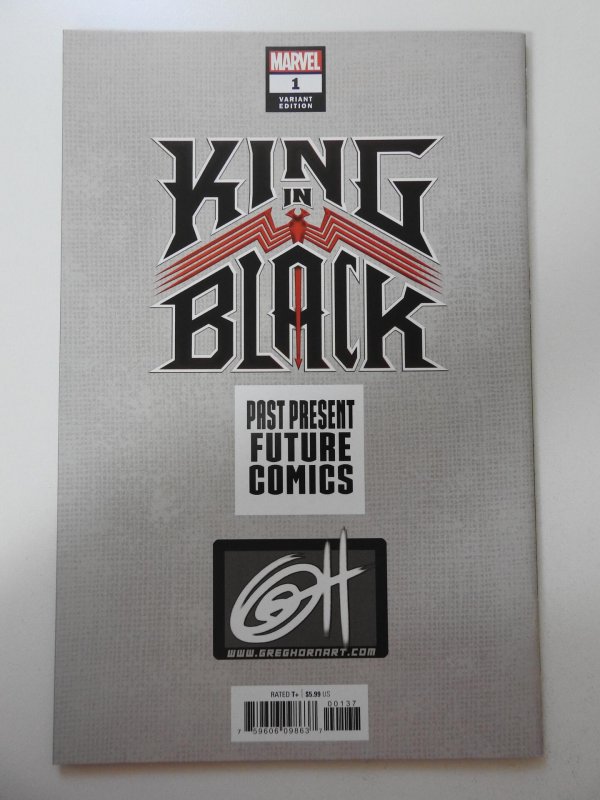 MARVEL
1
VARIANT
EDITION
KING
IN
BLACK
PAST PRESENT
FUTURE
COMICS
GH
WWW.GREGHORNART.COM
RATED T+ $5.99 US
00137
7 59606 09863 7